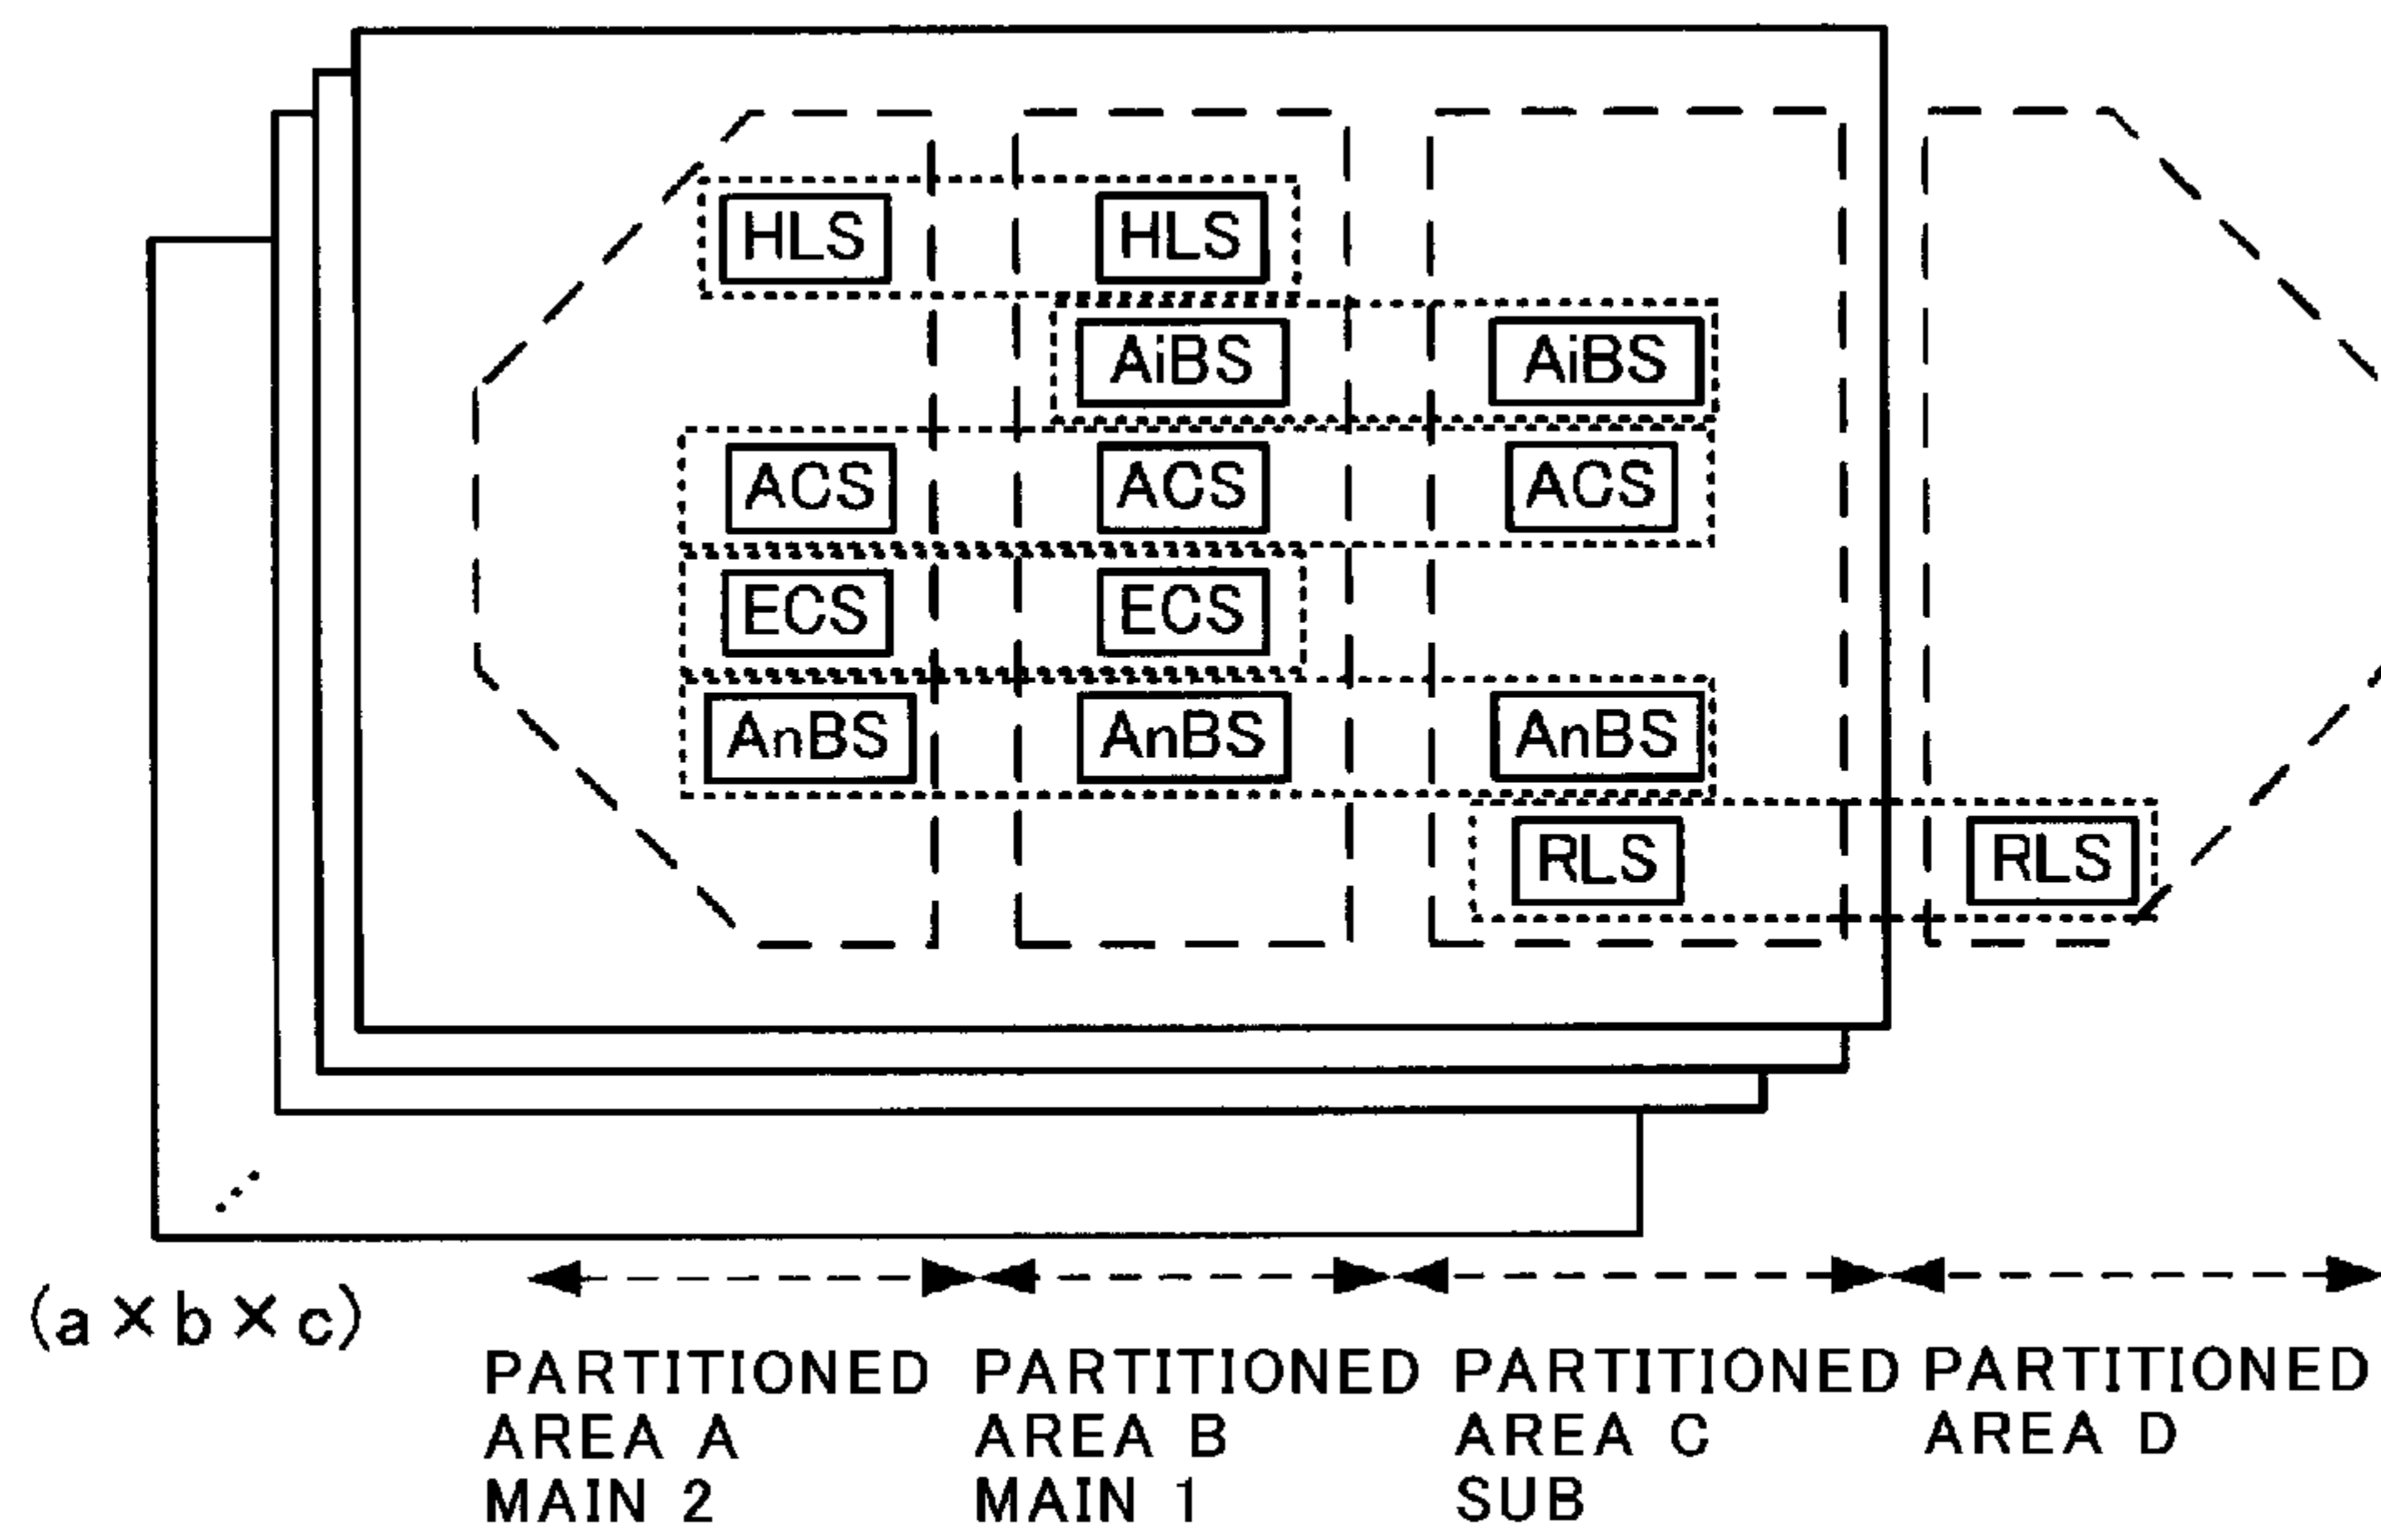 HLS HLS
AiBS AiBS
ACS ACS ACS
ECS ECS
AnBS AnBS AnBS
RLS RLS
(a×b×c)
PARTITIONED PARTITIONED PARTITIONED PARTITIONED
AREA A AREA B AREA C AREA D
MAIN 2 MAIN 1 SUB